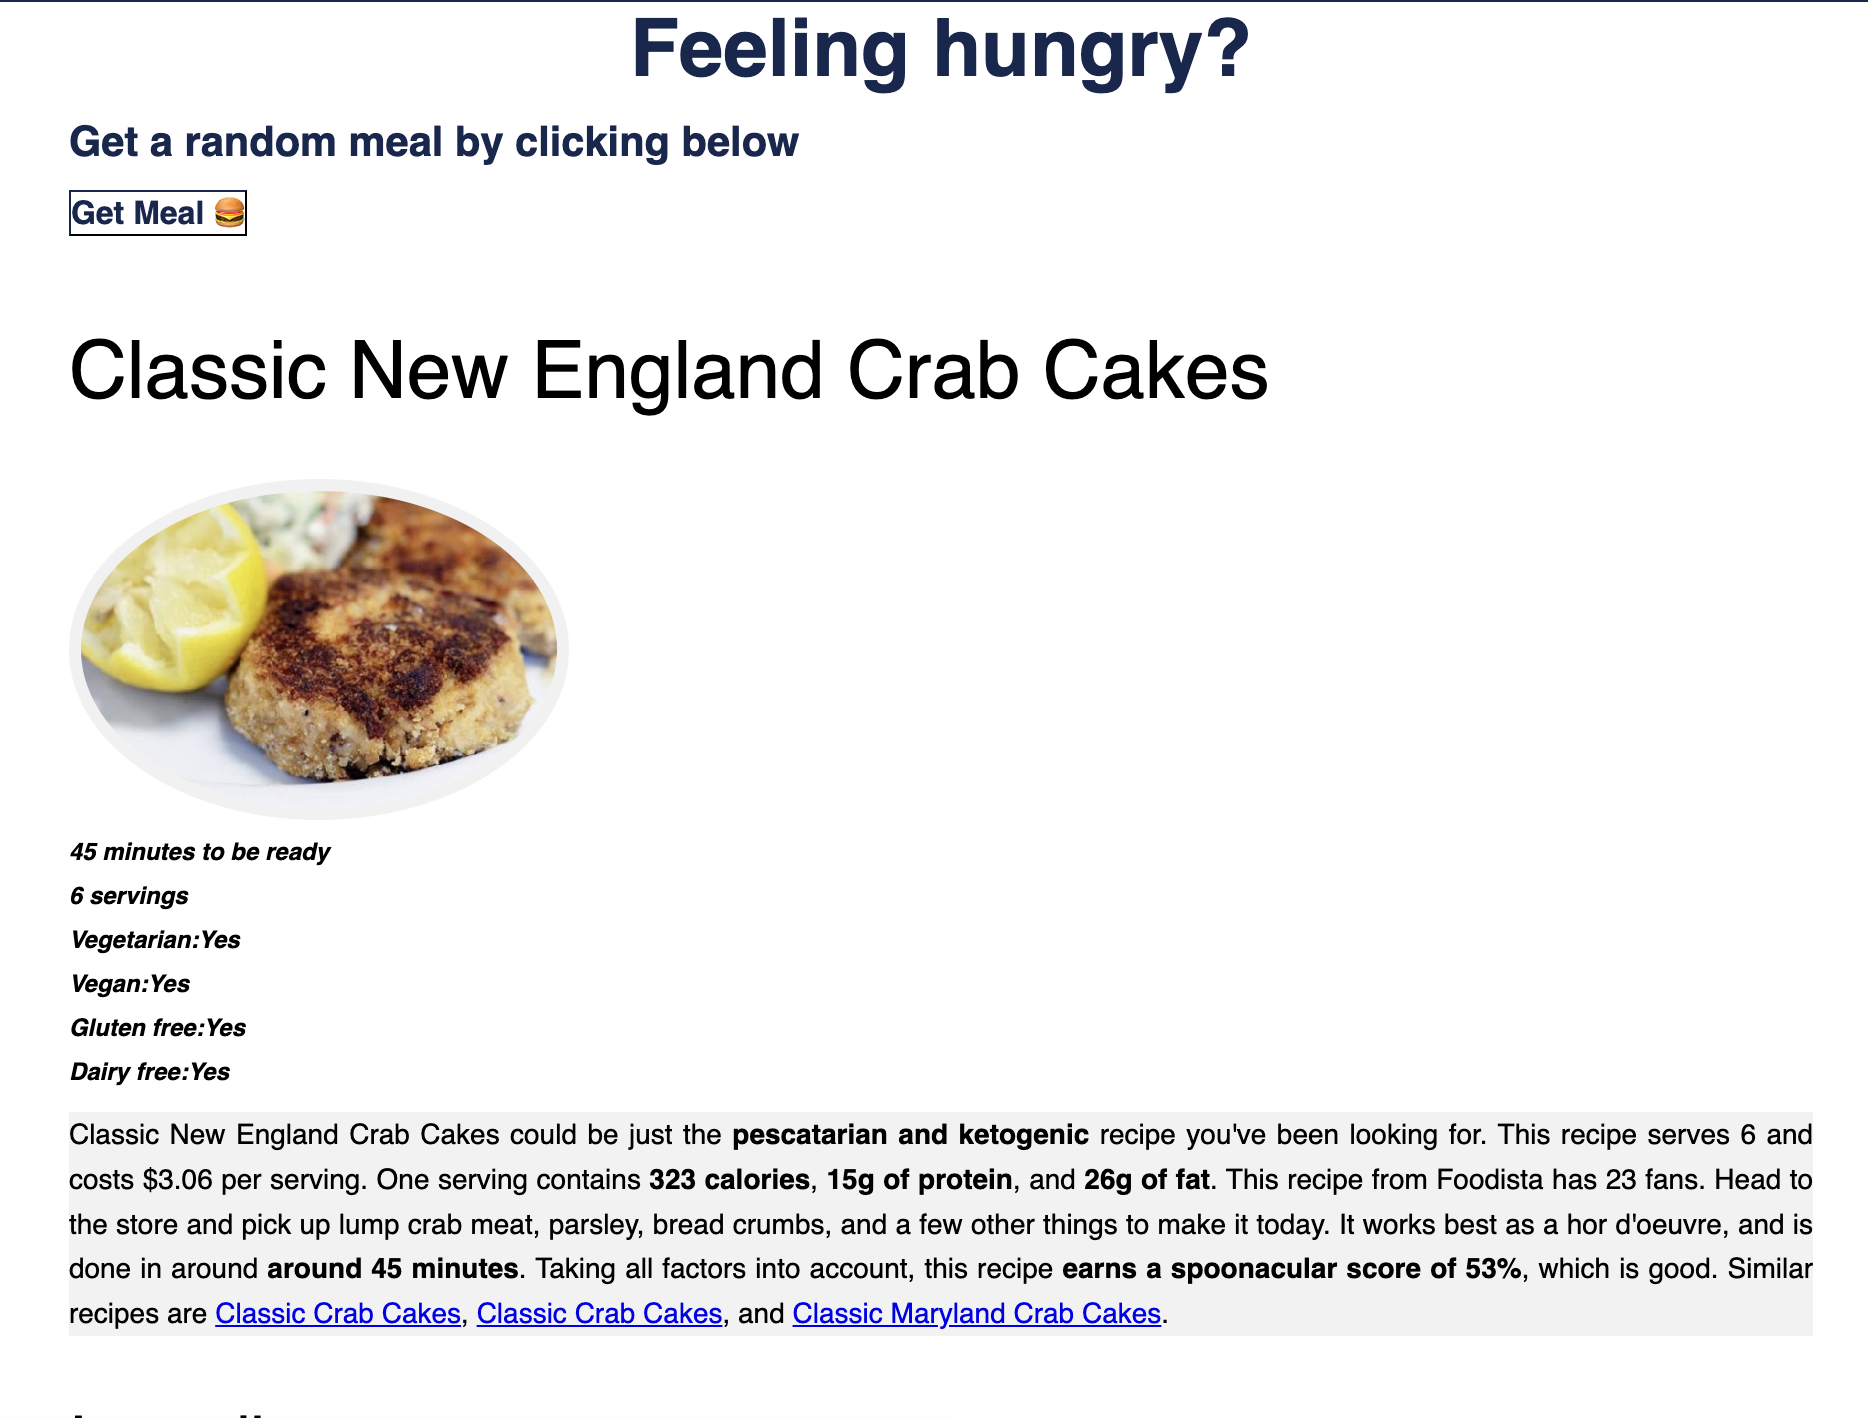 Feeling hungry?
Get a random meal by clicking below
Get Meal 🍔
Classic New England Crab Cakes
45 minutes to be ready
6 servings
Vegetarian:Yes
Vegan:Yes
Gluten free:Yes
Dairy free:Yes
Classic New England Crab Cakes could be just the pescatarian and ketogenic recipe you've been looking for. This recipe serves 6 and
costs $3.06 per serving. One serving contains 323 calories, 15g of protein, and 26g of fat. This recipe from Foodista has 23 fans. Head to
the store and pick up lump crab meat, parsley, bread crumbs, and a few other things to make it today. It works best as a hor d'oeuvre, and is
done in around around 45 minutes. Taking all factors into account, this recipe earns a spoonacular score of 53%, which is good. Similar
recipes are Classic Crab Cakes, Classic Crab Cakes, and Classic Maryland Crab Cakes.